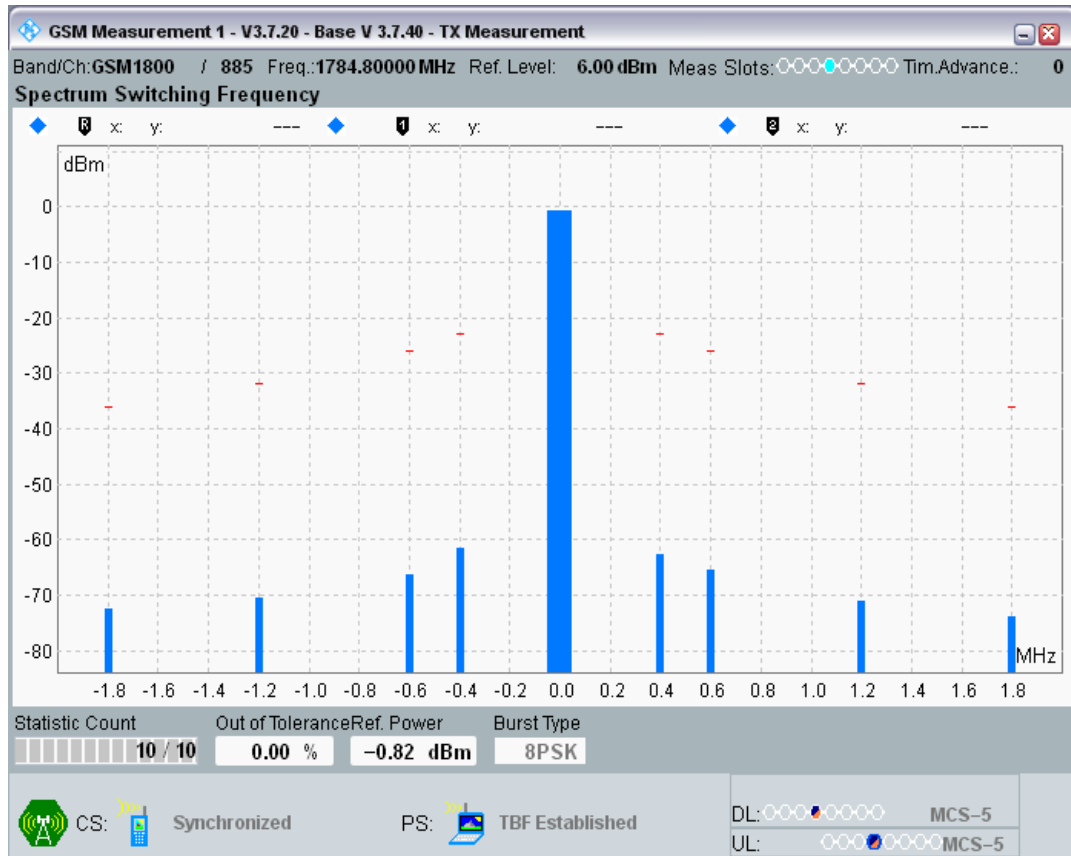 GSM Measurement 1 - V3.7.20 - Base V 3.7.40 - TX Measurement
Band/Ch:GSM1800 / 885 Freq.:1784.80000 MHz Ref. Level: 6.00 dBm Meas Slots: Tim.Advance.: 0
Spectrum Switching Frequency
R x: y: --- 1 x: y: --- 2 x: y: ---
dBm
0
-10
-20
-30
-40
-50
-60
-70
-80
MHz
-1.8 -1.6 -1.4 -1.2 -1.0 -0.8 -0.6 -0.4 -0.2 0.0 0.2 0.4 0.6 0.8 1.0 1.2 1.4 1.6 1.8
Statistic Count Out of Tolerance Ref. Power Burst Type
10 / 10 0.00 % −0.82 dBm 8PSK
CS: Synchronized PS: TBF Established DL: MCS−5
UL: MCS−5